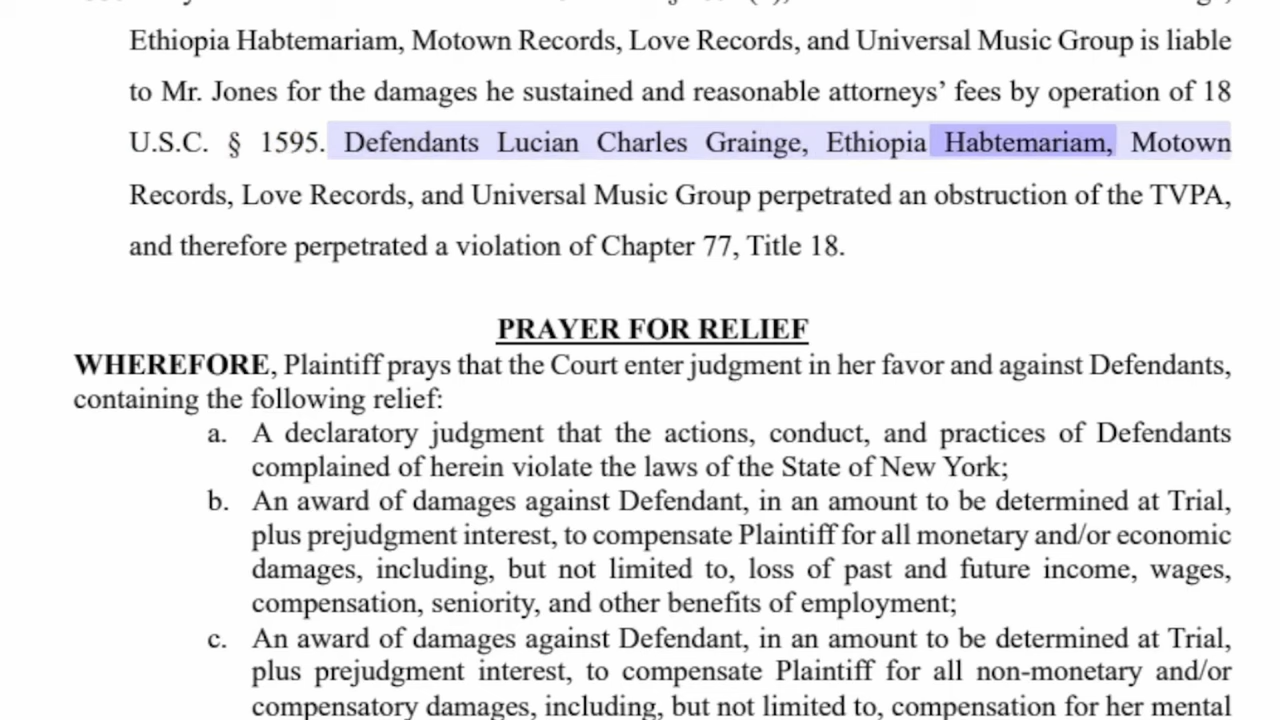 Ethiopia Habtemariam, Motown Records, Love Records, and Universal Music Group is liable
to Mr. Jones for the damages he sustained and reasonable attorneys’ fees by operation of 18
U.S.C. § 1595. Defendants Lucian Charles Grainge, Ethiopia Habtemariam, Motown
Records, Love Records, and Universal Music Group perpetrated an obstruction of the TVPA,
and therefore perpetrated a violation of Chapter 77, Title 18.
PRAYER FOR RELIEF
WHEREFORE, Plaintiff prays that the Court enter judgment in her favor and against Defendants,
containing the following relief:
a. A declaratory judgment that the actions, conduct, and practices of Defendants
complained of herein violate the laws of the State of New York;
b. An award of damages against Defendant, in an amount to be determined at Trial,
plus prejudgment interest, to compensate Plaintiff for all monetary and/or economic
damages, including, but not limited to, loss of past and future income, wages,
compensation, seniority, and other benefits of employment;
c. An award of damages against Defendant, in an amount to be determined at Trial,
plus prejudgment interest, to compensate Plaintiff for all non-monetary and/or
compensatory damages, including, but not limited to, compensation for her mental